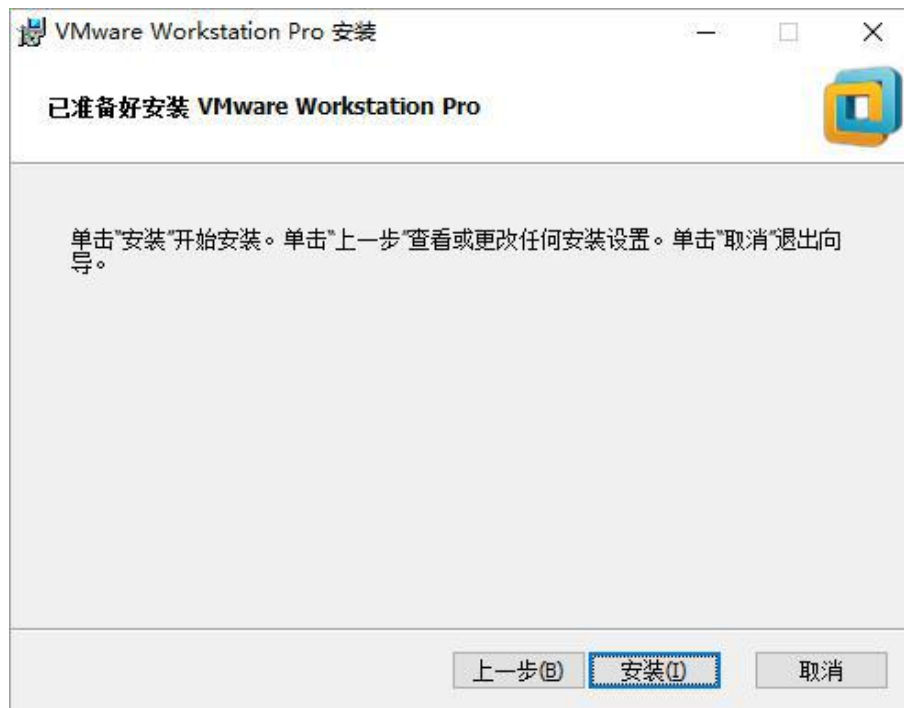 VMware Workstation Pro 安装
已准备好安装 VMware Workstation Pro
单击"安装"开始安装。单击"上一步"查看或更改任何安装设置。单击"取消"退出向
导。
上一步(B) 安装(I) 取消